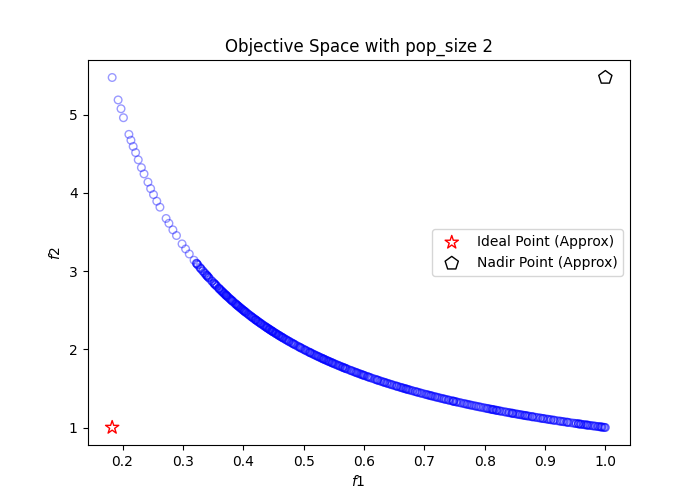 Objective Space with pop_size 2
f2
5
4
3
2
1
Ideal Point (Approx)
Nadir Point (Approx)
0.2 0.3 0.4 0.5 0.6 0.7 0.8 0.9 1.0
f1